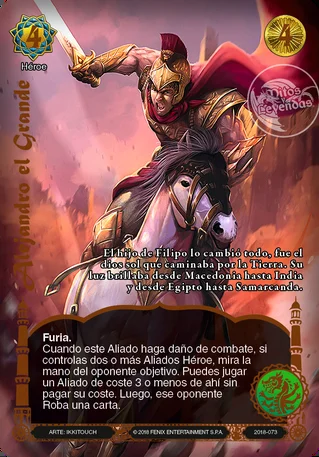 4
4
Héroe
Mitos y
Leyendas
Alejandro el Grande
El hijo de Filipo lo cambió todo, fue el
dios sol que caminaba por la Tierra. Su
luz brillaba desde Macedonia hasta India
y desde Egipto hasta Samarcanda.
Furia.
Cuando este Aliado haga daño de combate, si
controlas dos o más Aliados Héroe, mira la
mano del oponente objetivo. Puedes jugar
un Aliado de coste 3 o menos de ahí sin
pagar su coste. Luego, ese oponente
Roba una carta.
ARTE: IKKITOUCH
© 2018 FENIX ENTERTAINMENT S.P.A.
2018-073